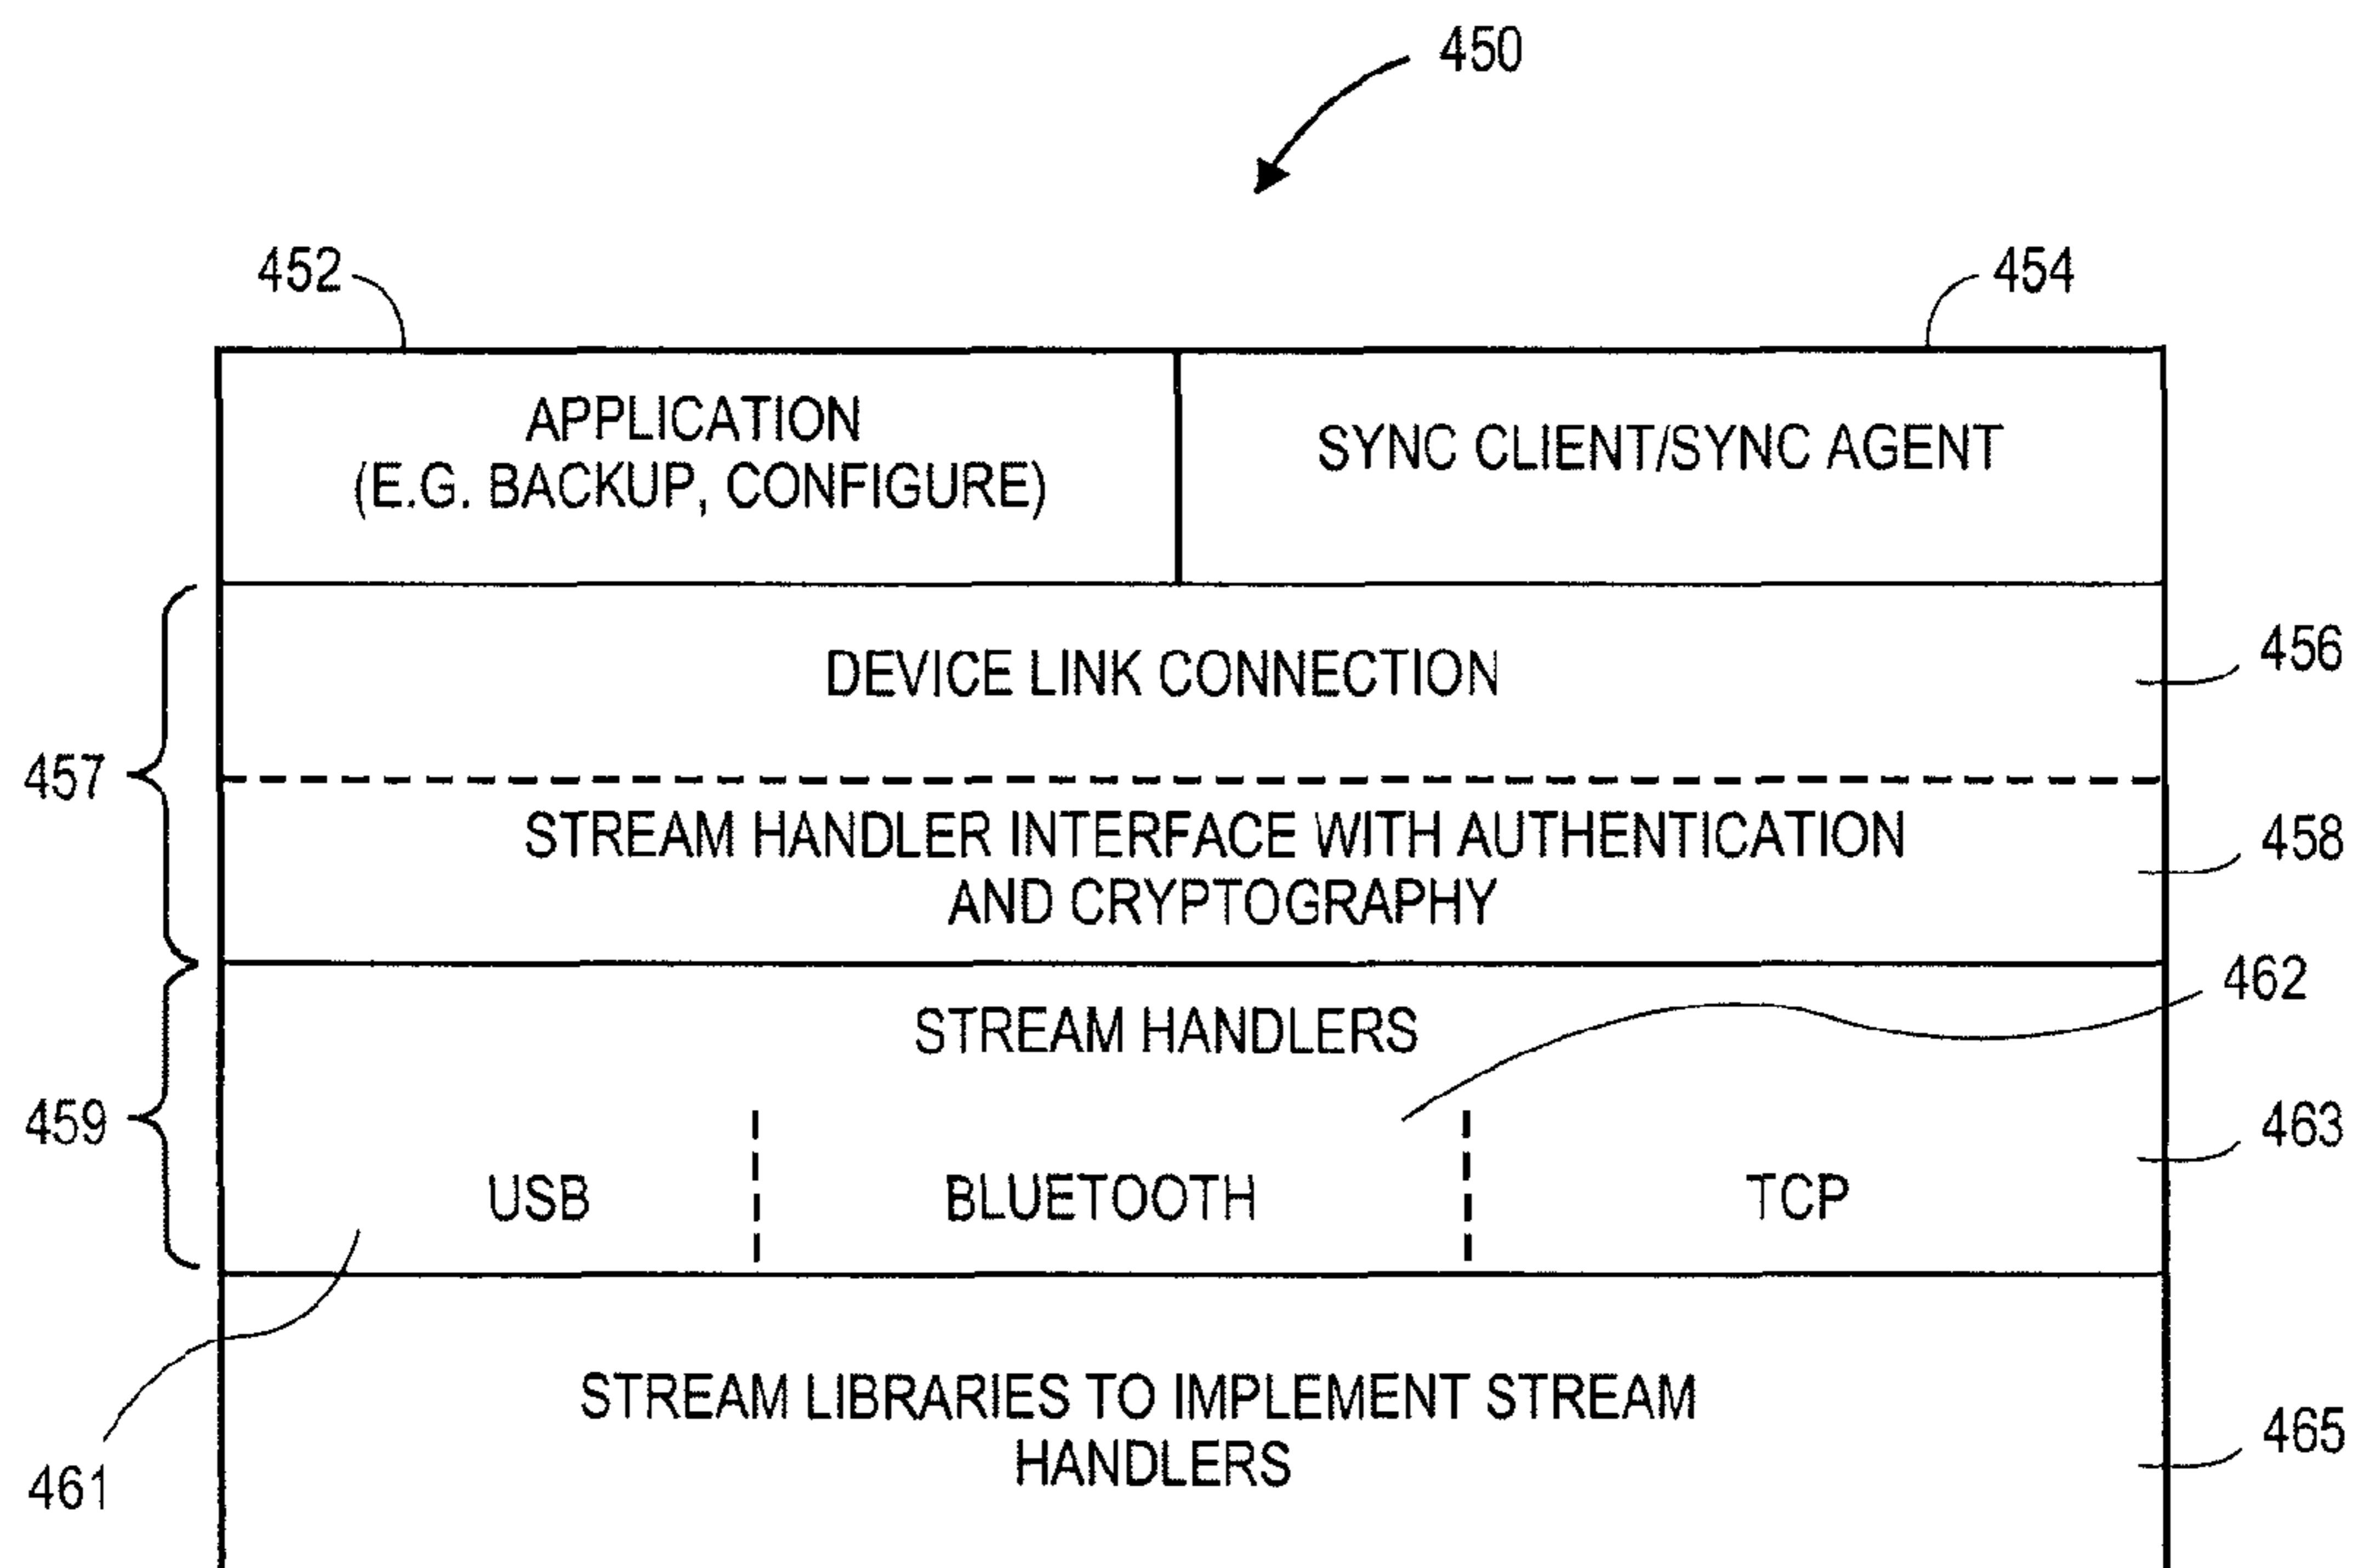 450
452
454
APPLICATION
(E.G. BACKUP, CONFIGURE)
SYNC CLIENT/SYNC AGENT
DEVICE LINK CONNECTION
456
457
STREAM HANDLER INTERFACE WITH AUTHENTICATION
AND CRYPTOGRAPHY
458
462
STREAM HANDLERS
459
463
USB
BLUETOOTH
TCP
STREAM LIBRARIES TO IMPLEMENT STREAM
HANDLERS
465
461